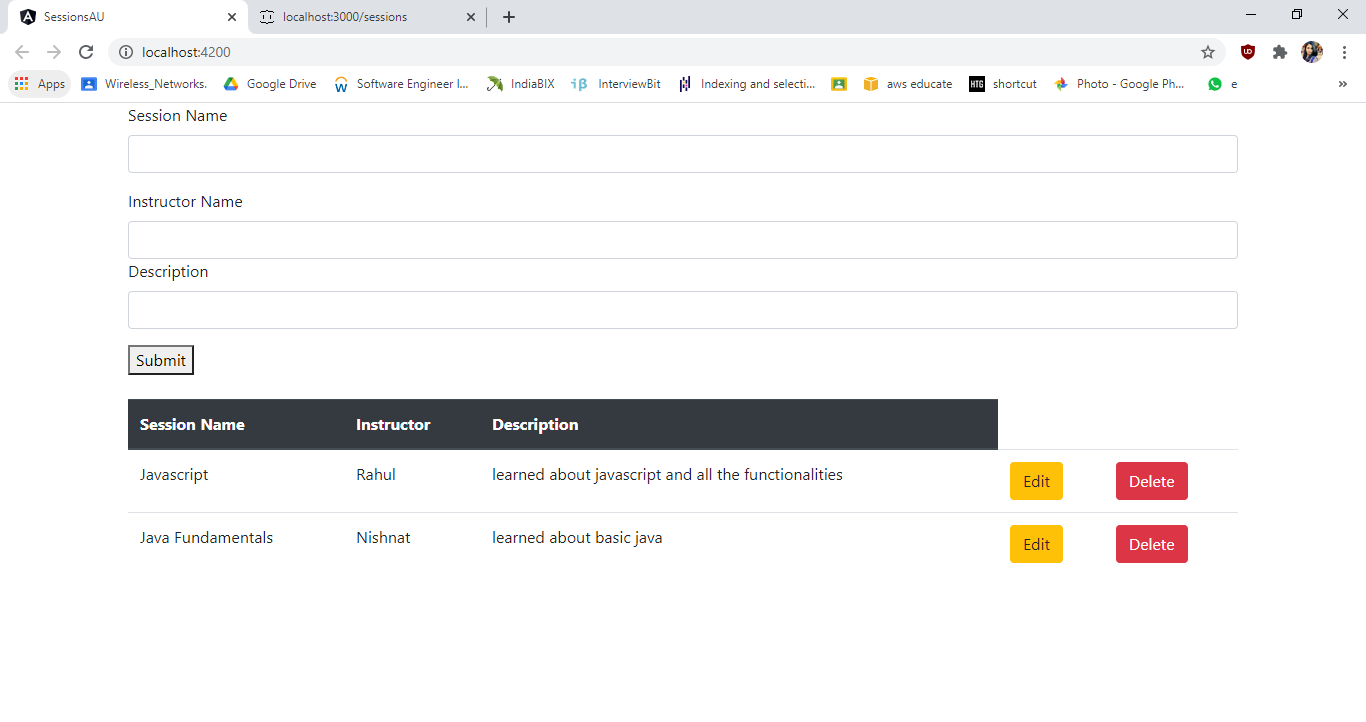 SessionsAU
localhost:3000/sessions
localhost:4200
Apps Wireless_Networks. Google Drive Software Engineer I... IndiaBIX InterviewBit Indexing and selecti... aws educate HTG shortcut Photo - Google Ph... e »
Session Name
Instructor Name
Description
Submit
Session Name Instructor Description
Javascript Rahul learned about javascript and all the functionalities Edit Delete
Java Fundamentals Nishnat learned about basic java Edit Delete